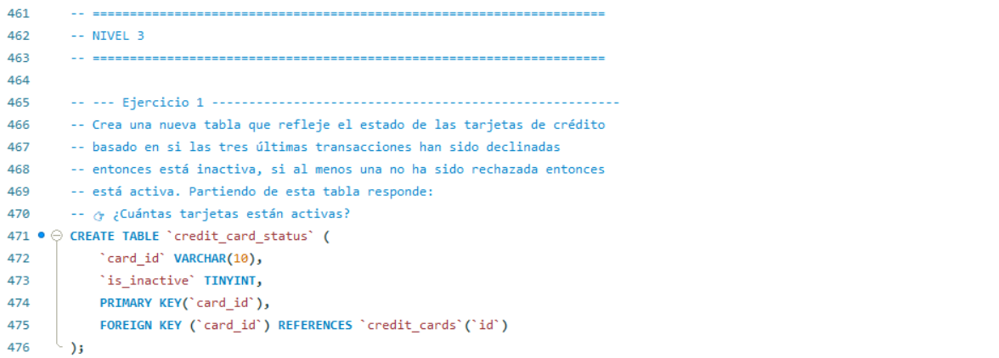 461 -- =====================================================================
462 -- NIVEL 3
463 -- =====================================================================
464
465 -- --- Ejercicio 1 -------------------------------------------------------
466 -- Crea una nueva tabla que refleje el estado de las tarjetas de crédito
467 -- basado en si las tres últimas transacciones han sido declinadas
468 -- entonces está inactiva, si al menos una no ha sido rechazada entonces
469 -- está activa. Partiendo de esta tabla responde:
470 -- 👉 ¿Cuántas tarjetas están activas?
471 CREATE TABLE `credit_card_status` (
472 `card_id` VARCHAR(10),
473 `is_inactive` TINYINT,
474 PRIMARY KEY(`card_id`),
475 FOREIGN KEY (`card_id`) REFERENCES `credit_cards`(`id`)
476 );